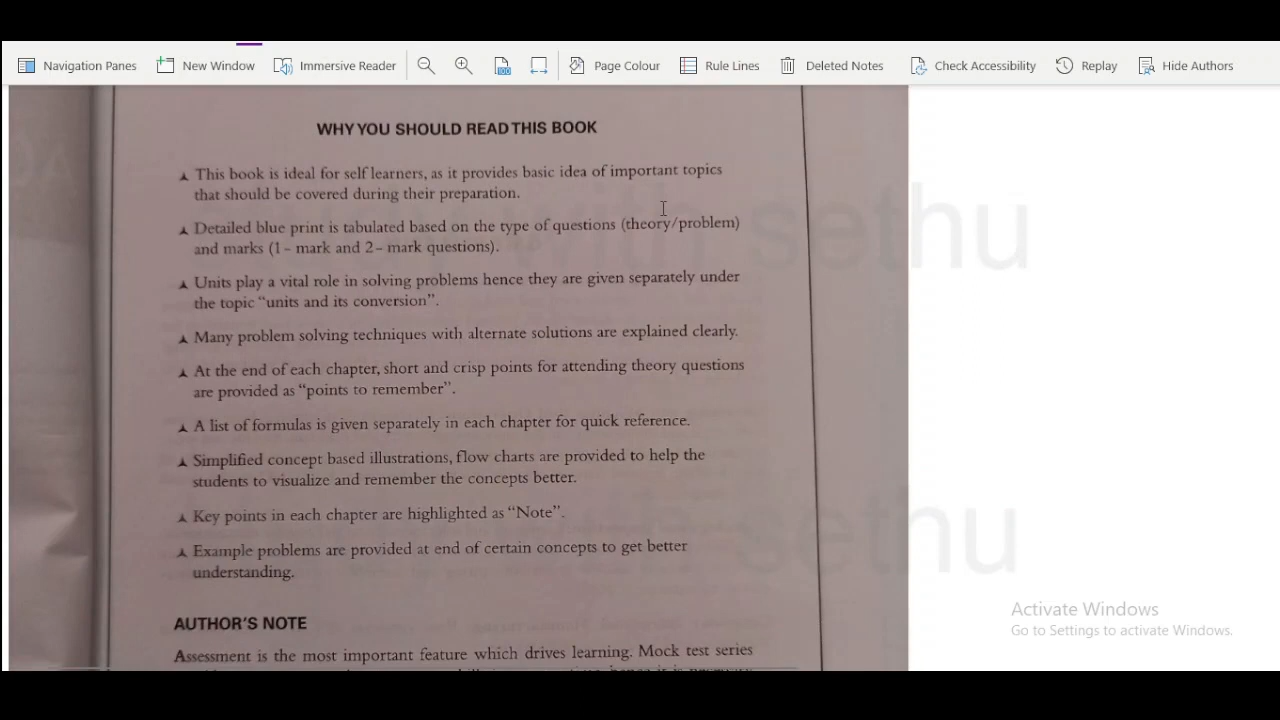 Navigation Panes New Window Immersive Reader Page Colour Rule Lines Deleted Notes Check Accessibility Replay Hide Authors
WHY YOU SHOULD READ THIS BOOK
This book is ideal for self learners, as it provides basic idea of important topics
that should be covered during their preparation.
Detailed blue print is tabulated based on the type of questions (theory/problem)
and marks (1 – mark and 2 – mark questions).
Units play a vital role in solving problems hence they are given separately under
the topic “units and its conversion”.
Many problem solving techniques with alternate solutions are explained clearly.
At the end of each chapter, short and crisp points for attending theory questions
are provided as “points to remember”.
A list of formulas is given separately in each chapter for quick reference.
Simplified concept based illustrations, flow charts are provided to help the
students to visualize and remember the concepts better.
Key points in each chapter are highlighted as “Note”.
Example problems are provided at end of certain concepts to get better
understanding.
AUTHOR'S NOTE
Assessment is the most important feature which drives learning. Mock test series
with sethu
with sethu
Activate Windows
Go to Settings to activate Windows.